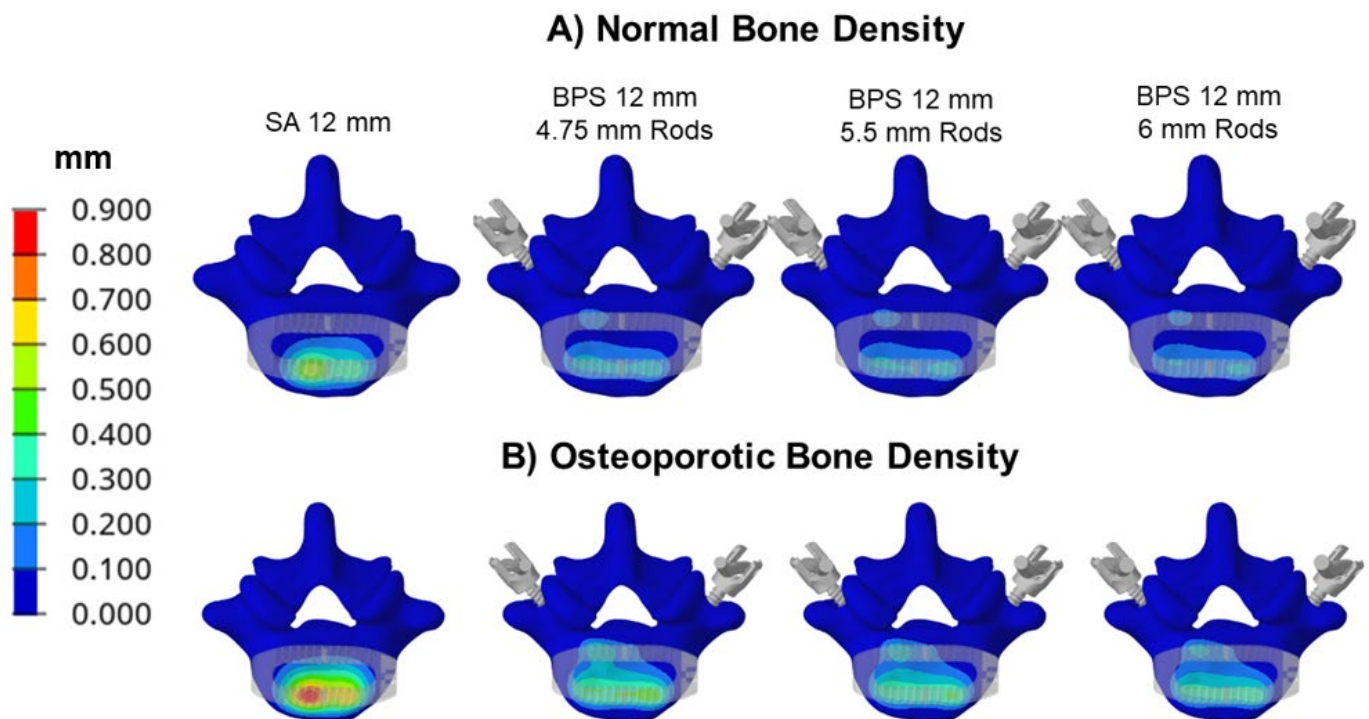 A) Normal Bone Density
SA 12 mm
BPS 12 mm
4.75 mm Rods
BPS 12 mm
5.5 mm Rods
BPS 12 mm
6 mm Rods
mm
0.900
0.800
0.700
0.600
0.500
0.400
0.300
0.200
0.100
0.000
B) Osteoporotic Bone Density